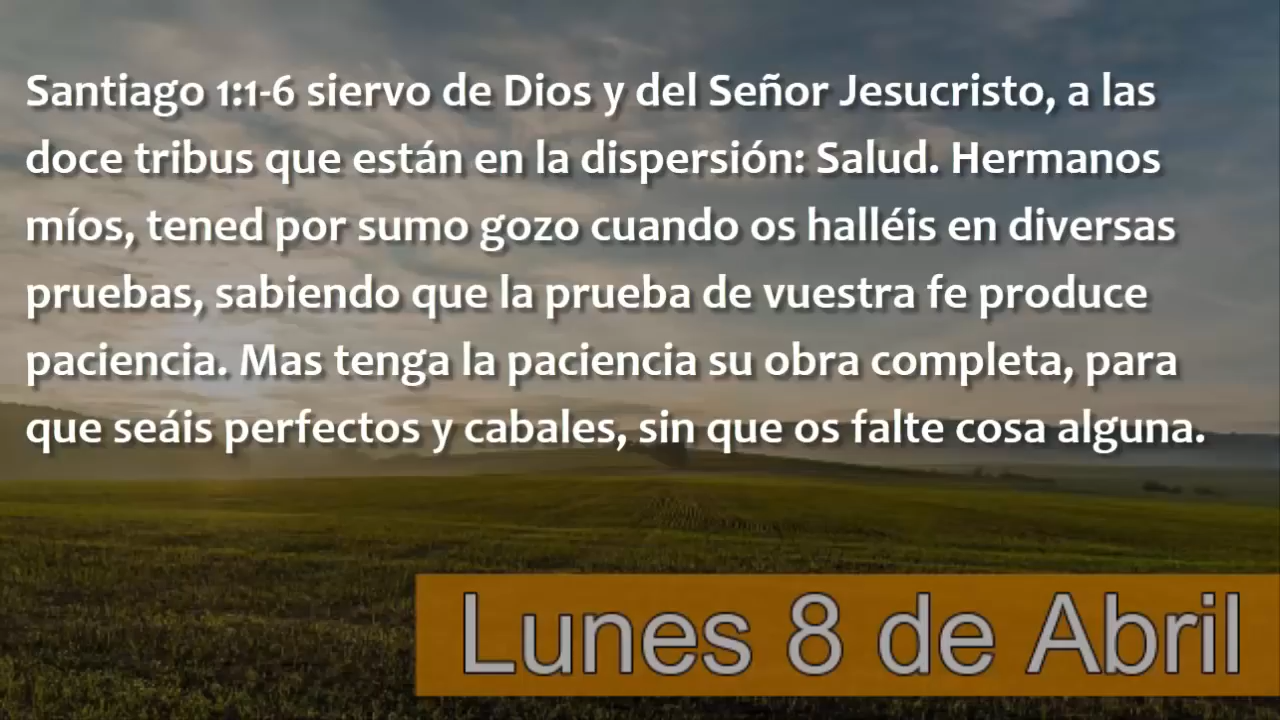 Santiago 1:1-6 siervo de Dios y del Señor Jesucristo, a las
doce tribus que están en la dispersión: Salud. Hermanos
míos, tened por sumo gozo cuando os halléis en diversas
pruebas, sabiendo que la prueba de vuestra fe produce
paciencia. Mas tenga la paciencia su obra completa, para
que seáis perfectos y cabales, sin que os falte cosa alguna.
Lunes 8 de Abril